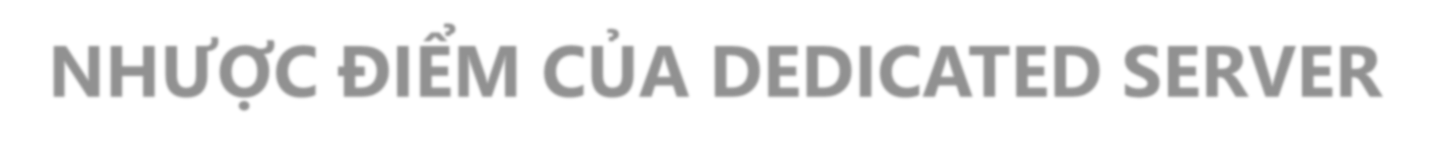 NHƯỢC ĐIỂM CỦA DEDICATED SERVER